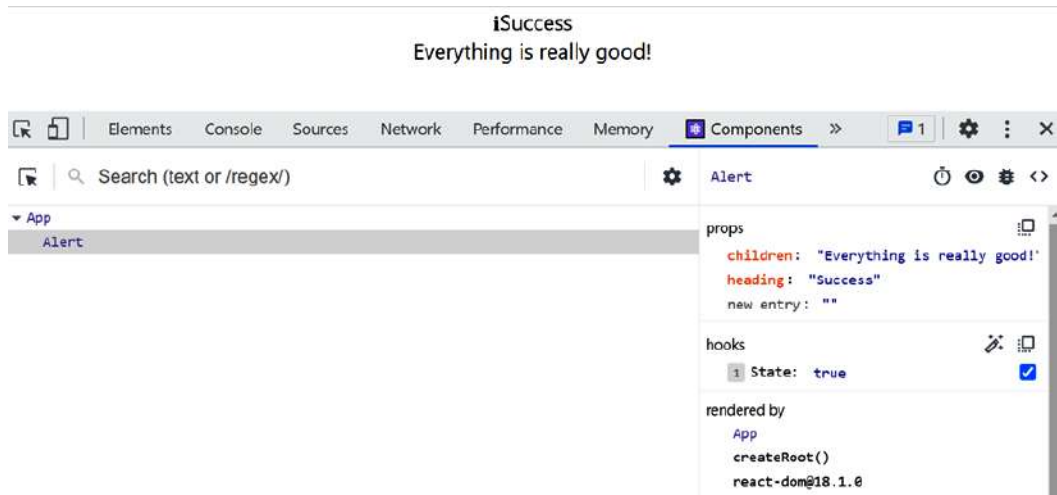 iSuccess
Everything is really good!
Elements Console Sources Network Performance Memory Components » 1
Search (text or /regex/)
Alert
App
Alert
props
children: "Everything is really good!"
heading: "Success"
new entry: ""
hooks
1 State: true
rendered by
App
createRoot()
react-dom@18.1.0